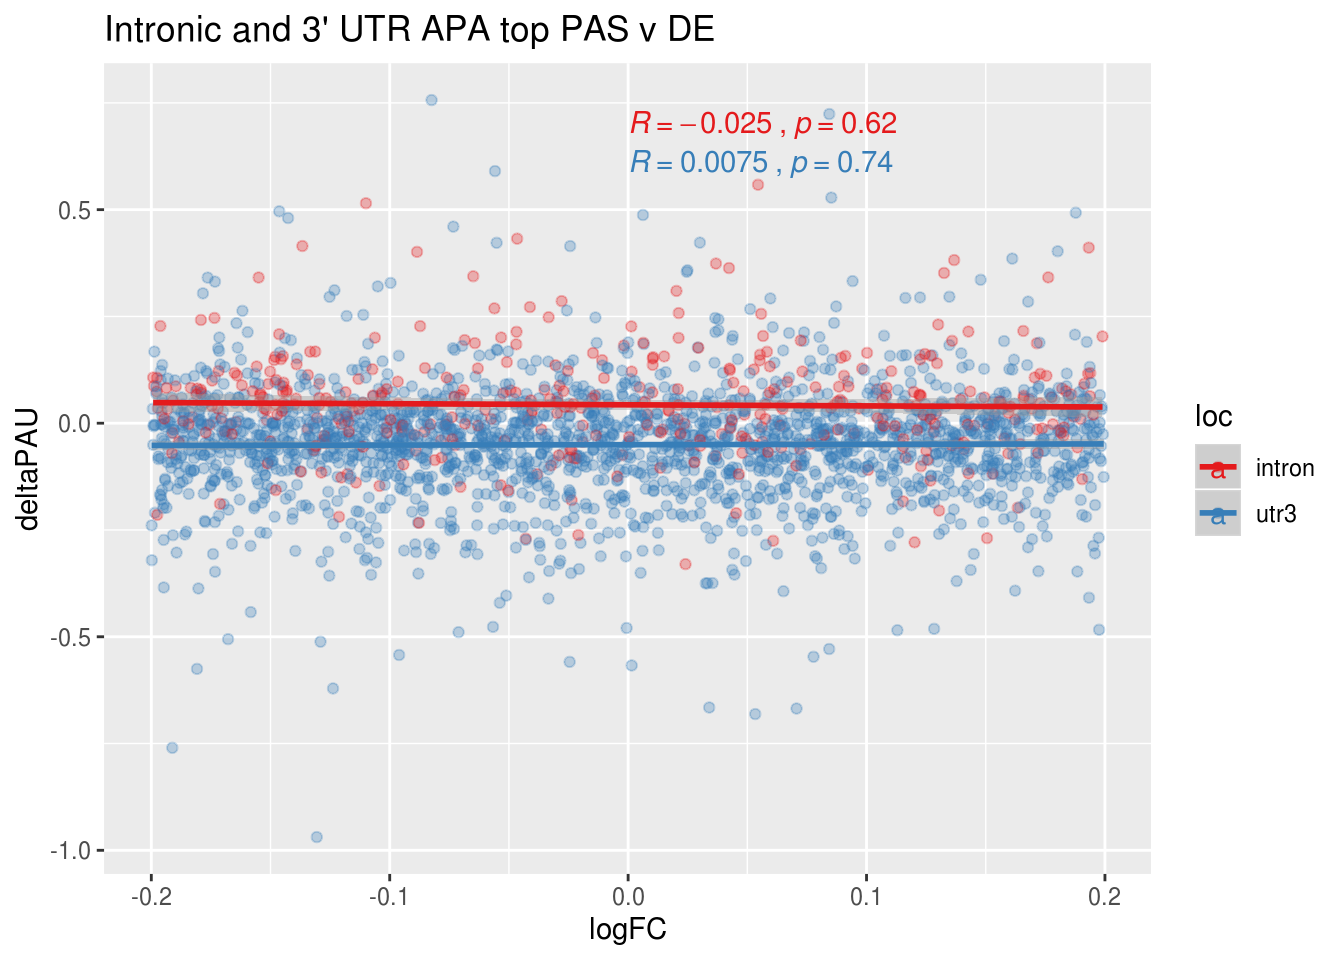 Intronic and 3' UTR APA top PAS v DE
R = −0.025 , p = 0.62
R = 0.0075 , p = 0.74
0.5
0.0
-0.5
-1.0
deltaPAU
-0.2
-0.1
0.0
0.1
0.2
logFC
loc
a intron
a utr3